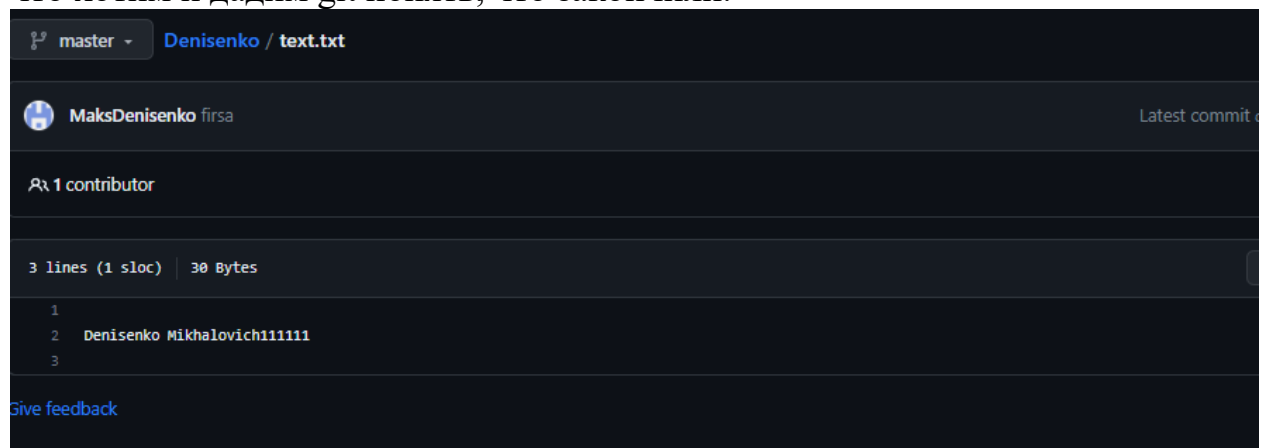 master Denisenko / text.txt
MaksDenisenko firsa Latest commit
1 contributor
3 lines (1 sloc) 30 Bytes
1
2 Denisenko Mikhalovich111111
3
Give feedback